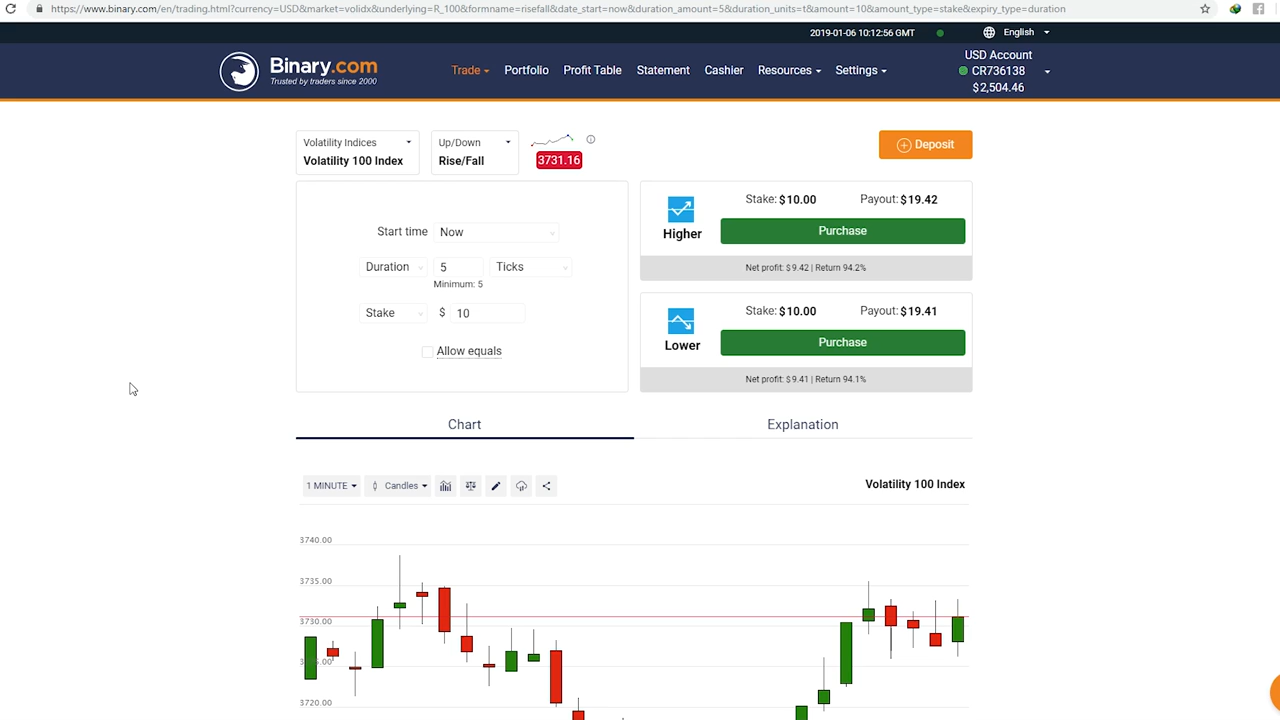 https://www.binary.com/en/trading.html?currency=USD&market=volidx&underlying=R_100&formname=risefall&date_start=now&duration_amount=5&duration_units=t&amount=10&amount_type=stake&expiry_type=duration
2019-01-06 10:12:56 GMT
English
Binary.com
Trusted by traders since 2000
Trade
Portfolio
Profit Table
Statement
Cashier
Resources
Settings
USD Account
CR736138
$2,504.46
Volatility Indices
Volatility 100 Index
Up/Down
Rise/Fall
3731.16
Deposit
Start time Now
Duration 5 Ticks
Minimum: 5
Stake $ 10
Allow equals
Stake: $10.00 Payout: $19.42
Higher
Purchase
Net profit: $9.42 | Return 94.2%
Stake: $10.00 Payout: $19.41
Lower
Purchase
Net profit: $9.41 | Return 94.1%
Chart
Explanation
1 MINUTE
Candles
Volatility 100 Index
3740.00
3735.00
3730.00
3720.00